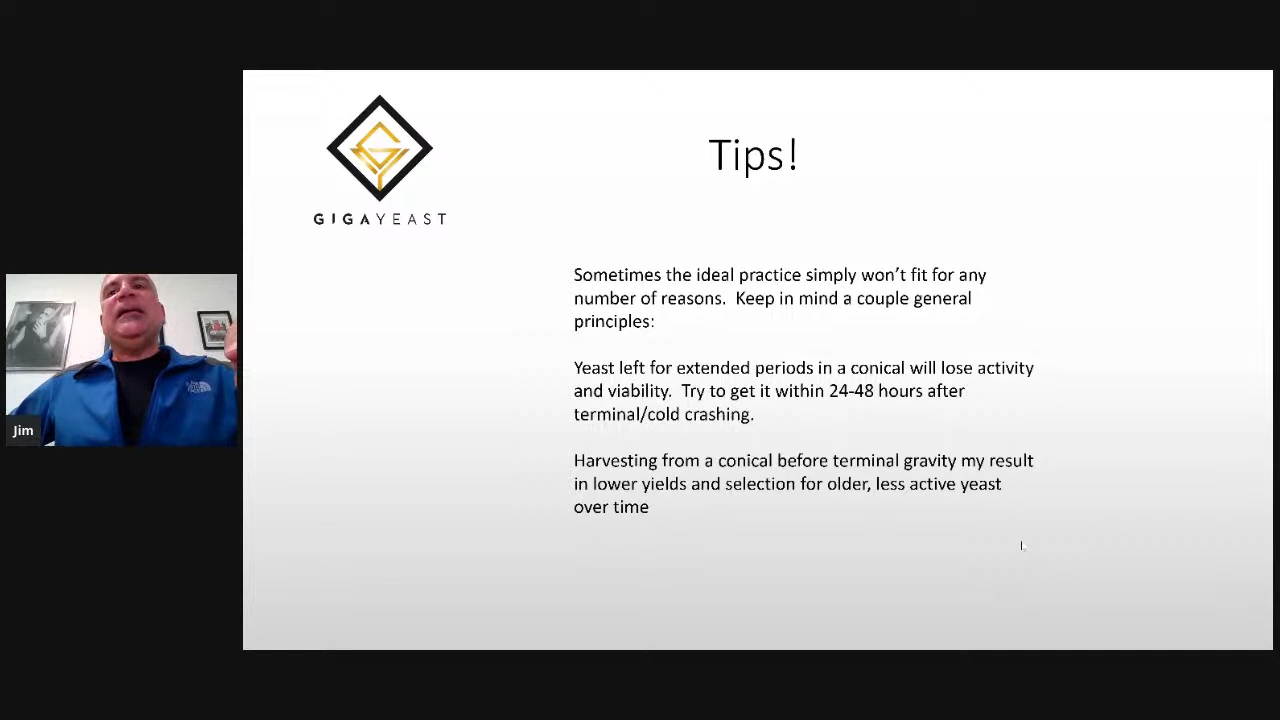 GIGAYEAST
Tips!
Sometimes the ideal practice simply won't fit for any
number of reasons.  Keep in mind a couple general
principles:
Yeast left for extended periods in a conical will lose activity
and viability.  Try to get it within 24-48 hours after
terminal/cold crashing.
Harvesting from a conical before terminal gravity my result
in lower yields and selection for older, less active yeast
over time
Jim